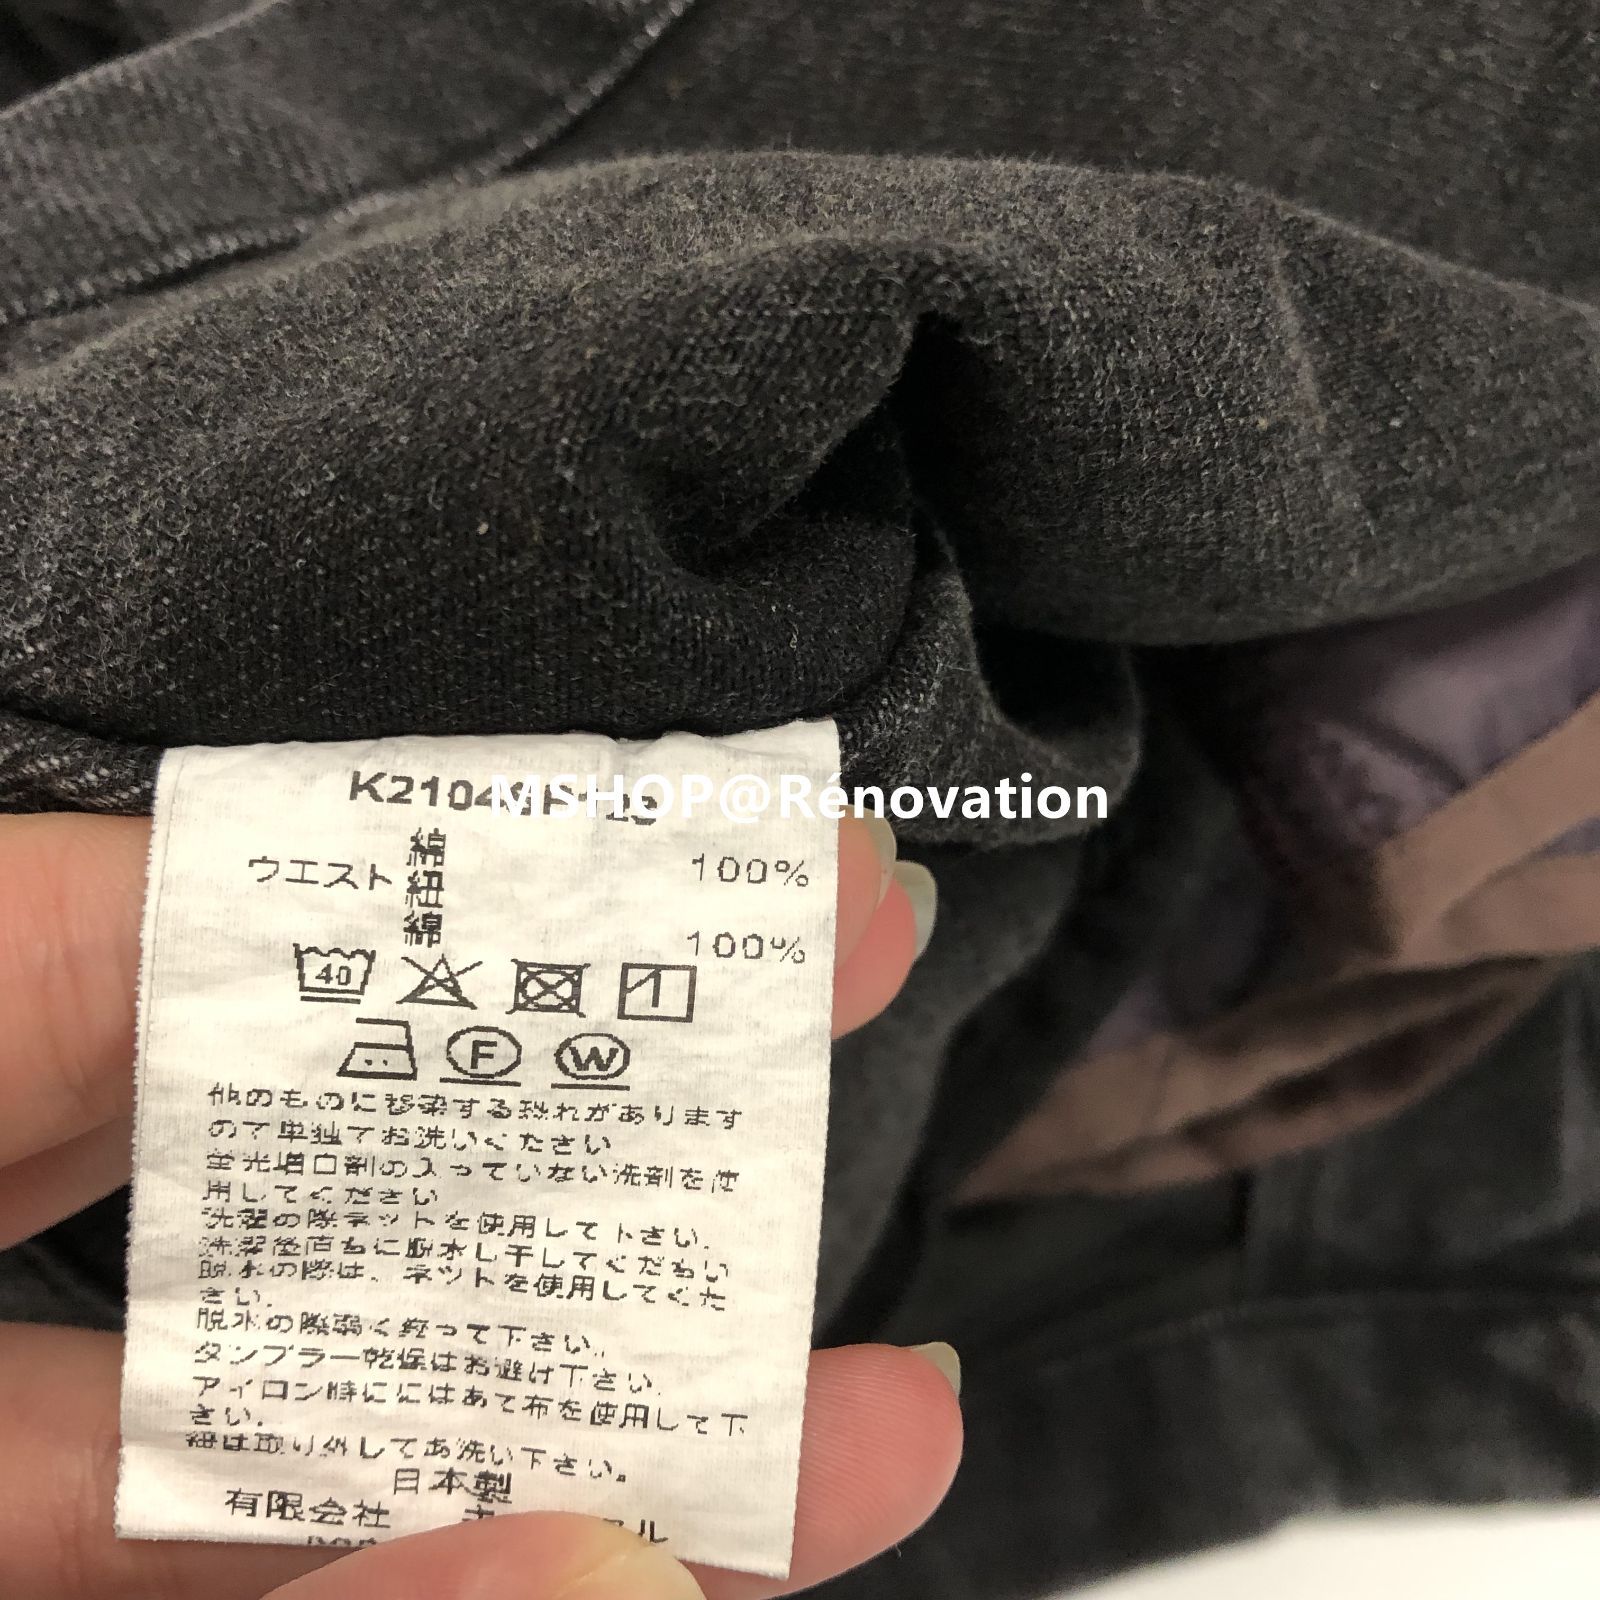 MSHOP@Rénovation
綿 100%
ウエスト紐
綿 100%
40
F W
他のものに移染する恐れがあります
ので単独でお洗いください
蛍光増白剤の入っていない洗剤を使
用してください
洗濯の際ネットを使用して下さい.
洗濯後直ちに脱水し干してください
脱水の際は、ネットを使用してくだ
さい.
脱水の際弱く絞って下さい.
タンブラー乾燥はお避け下さい.
アイロン時ににはあて布を使用して下
さい.
紐は取り外してお洗い下さい。
日本製
有限会社